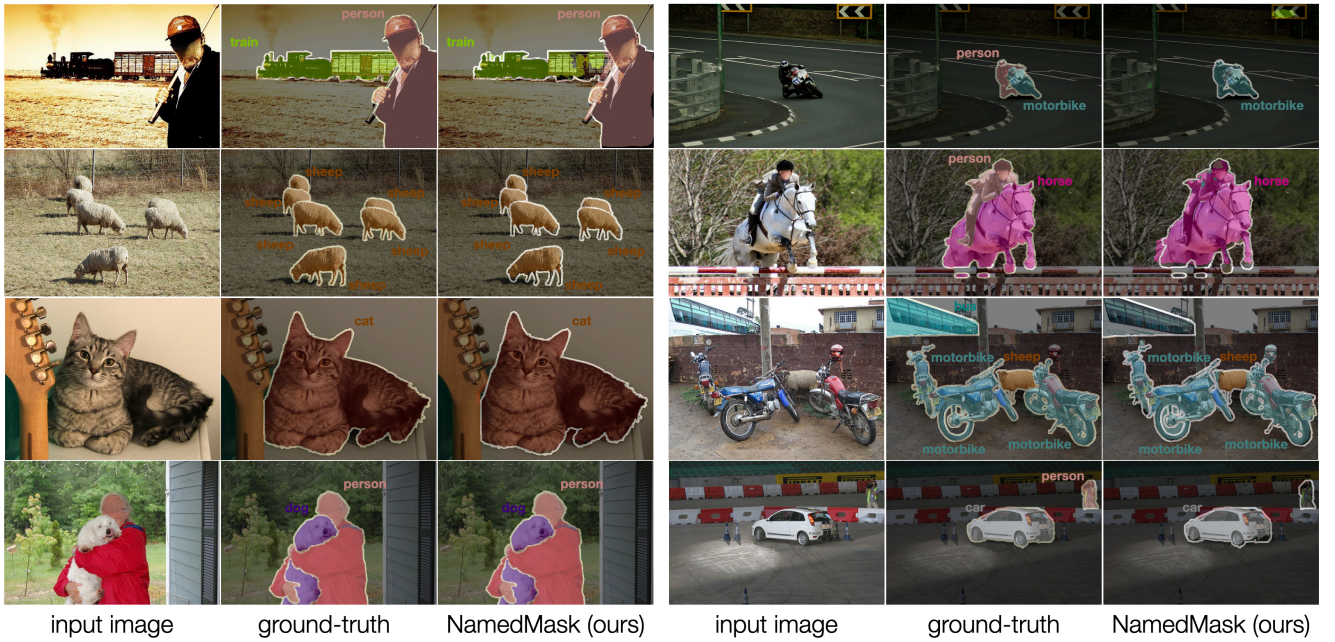 person
train
person
train
sheep
sheep
sheep
sheep
sheep
sheep
sheep
sheep
sheep
sheep
sheep
sheep
cat
cat
person
dog
person
dog
input image
ground-truth
NamedMask (ours)
person
motorbike
motorbike
person
horse
horse
bus
motorbike
sheep
motorbike
motorbike
motorbike
sheep
motorbike
motorbike
person
car
car
input image
ground-truth
NamedMask (ours)